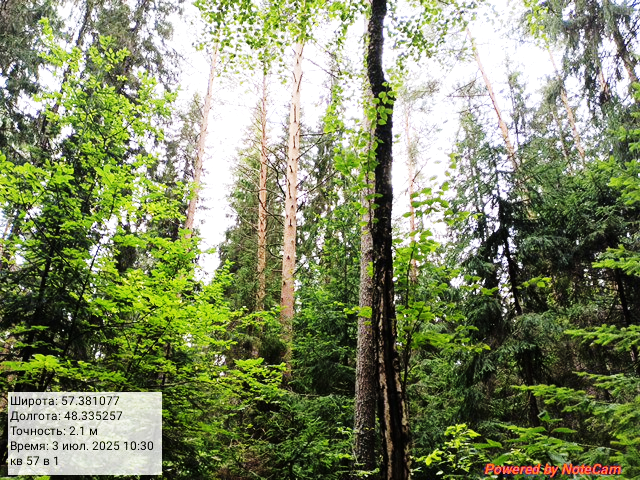 Широта: 57.381077
Долгота: 48.335257
Точность: 2.1 м
Время: 3 июл. 2025 10:30
кв 57 в 1
Powered by NoteCam